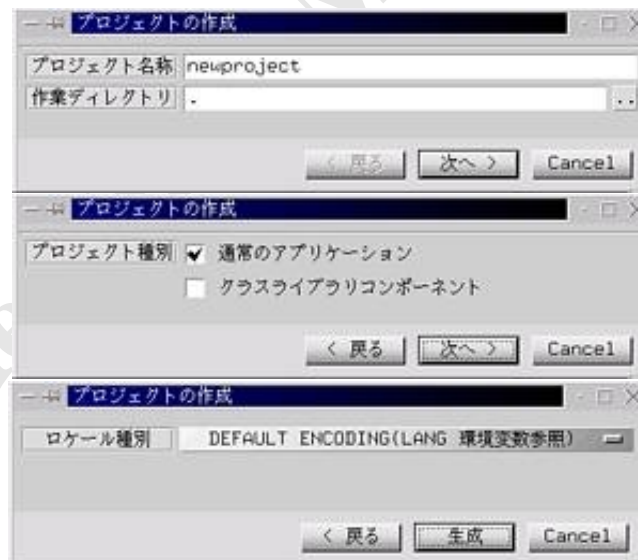 プロジェクトの作成
プロジェクト名称 newproject
作業ディレクトリ . ..
< 戻る 次へ > Cancel
プロジェクトの作成
プロジェクト種別 通常のアプリケーション
クラスライブラリコンポーネント
< 戻る 次へ > Cancel
プロジェクトの作成
ロケール種別 DEFAULT ENCODING(LANG 環境変数参照)
< 戻る 生成 Cancel